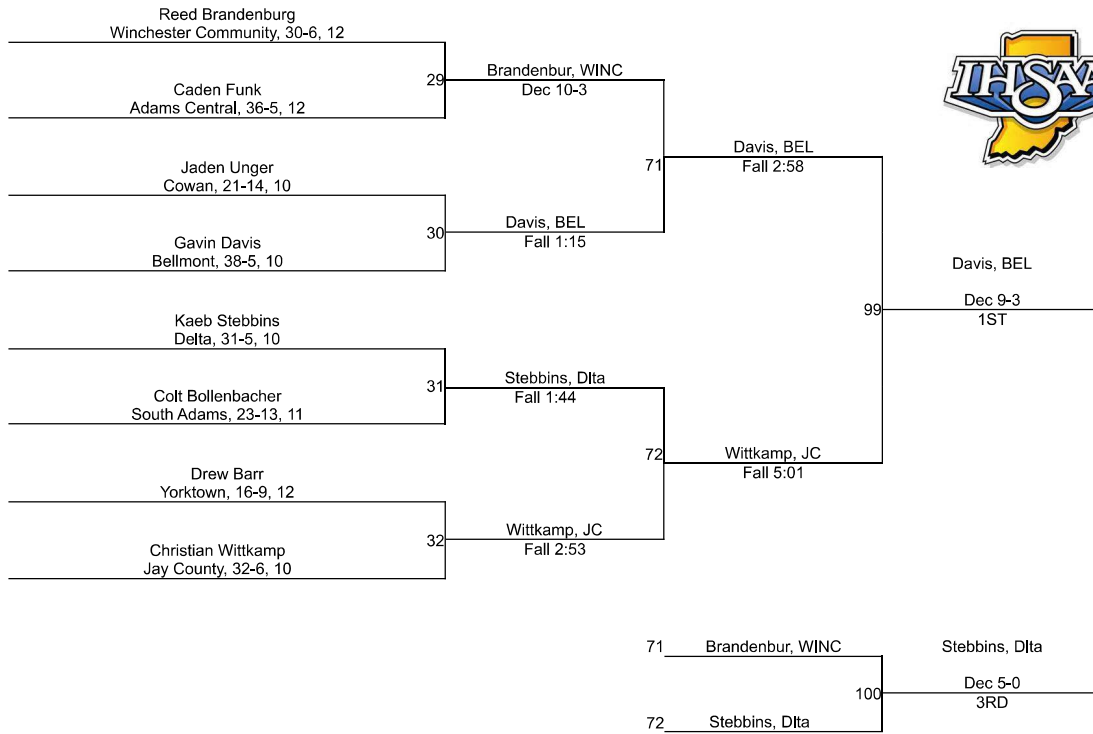 Reed Brandenburg
Winchester Community, 30-6, 12
Caden Funk
Adams Central, 36-5, 12
29
Brandenbur, WINC
Dec 10-3
Jaden Unger
Cowan, 21-14, 10
Gavin Davis
Bellmont, 38-5, 10
30
Davis, BEL
Fall 1:15
71
Davis, BEL
Fall 2:58
Kaeb Stebbins
Delta, 31-5, 10
Colt Bollenbacher
South Adams, 23-13, 11
31
Stebbins, Dlta
Fall 1:44
Drew Barr
Yorktown, 16-9, 12
Christian Wittkamp
Jay County, 32-6, 10
32
Wittkamp, JC
Fall 2:53
72
Wittkamp, JC
Fall 5:01
99
Davis, BEL
Dec 9-3
1ST
IHSAA
71
Brandenbur, WINC
72
Stebbins, Dlta
100
Stebbins, Dlta
Dec 5-0
3RD